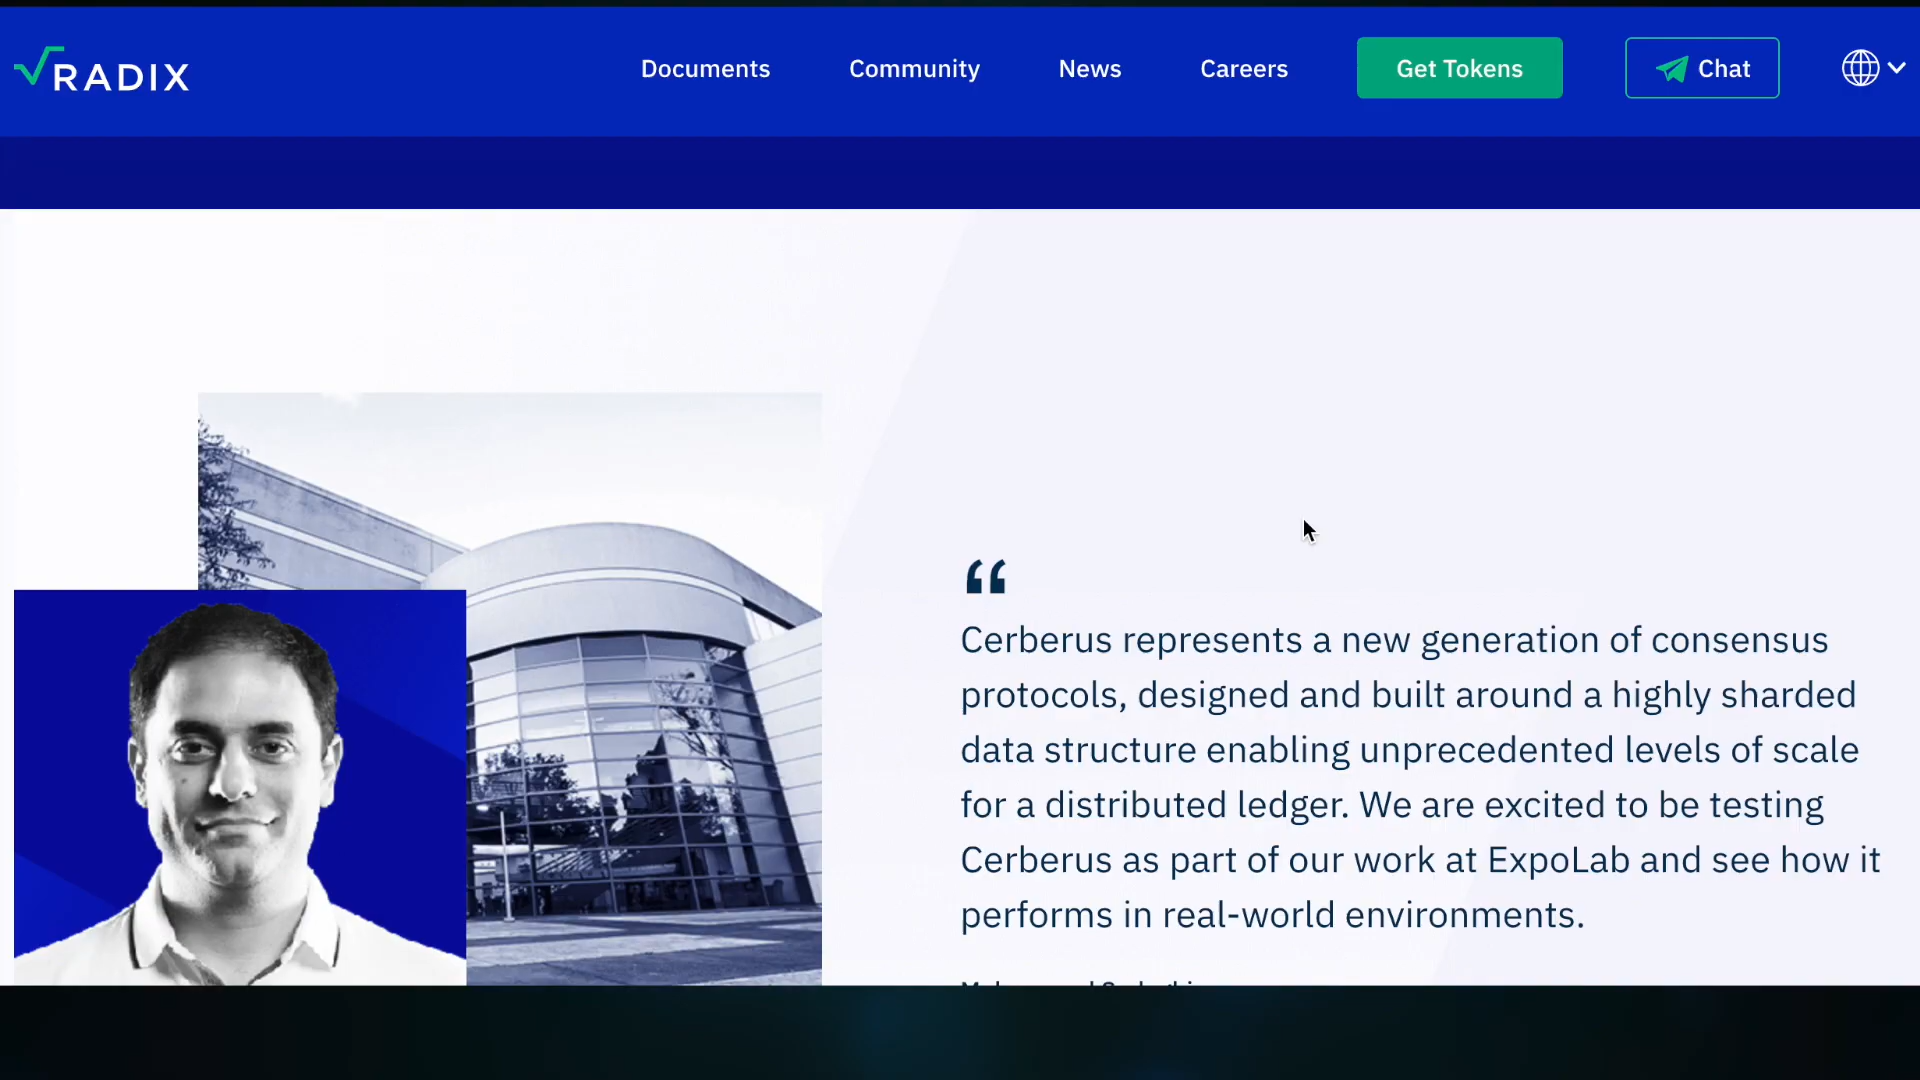 RADIX
Documents
Community
News
Careers
Get Tokens
Chat
“
Cerberus represents a new generation of consensus
protocols, designed and built around a highly sharded
data structure enabling unprecedented levels of scale
for a distributed ledger. We are excited to be testing
Cerberus as part of our work at ExpoLab and see how it
performs in real-world environments.